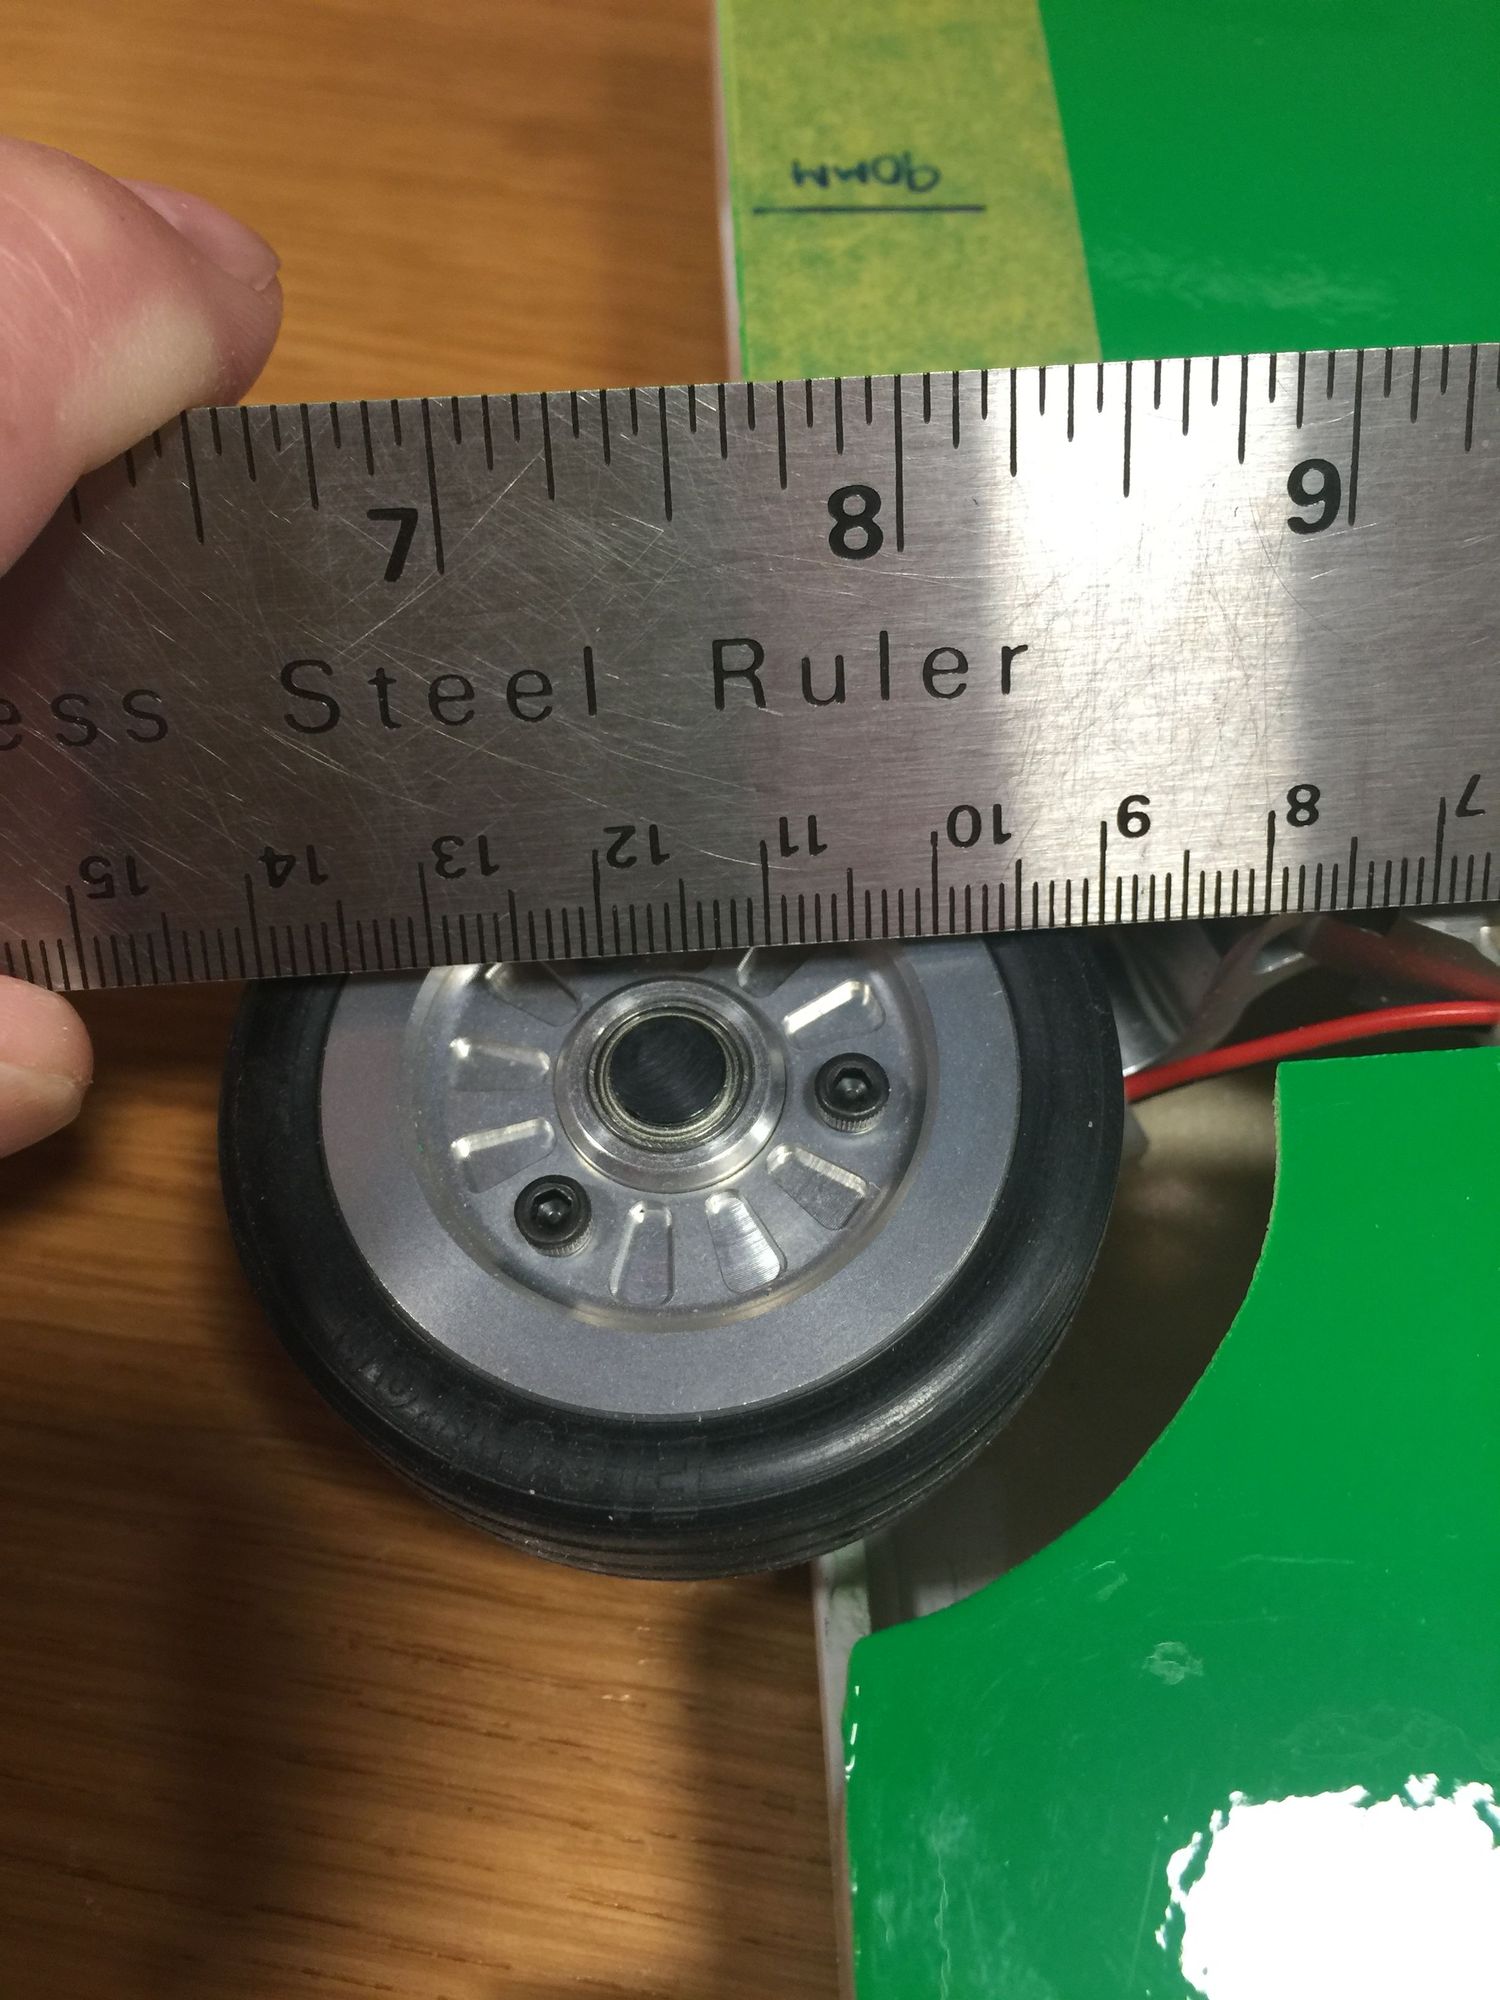 90MM
7 8 9
ess Steel Ruler
15 14 13 12 11 10 9 8 7